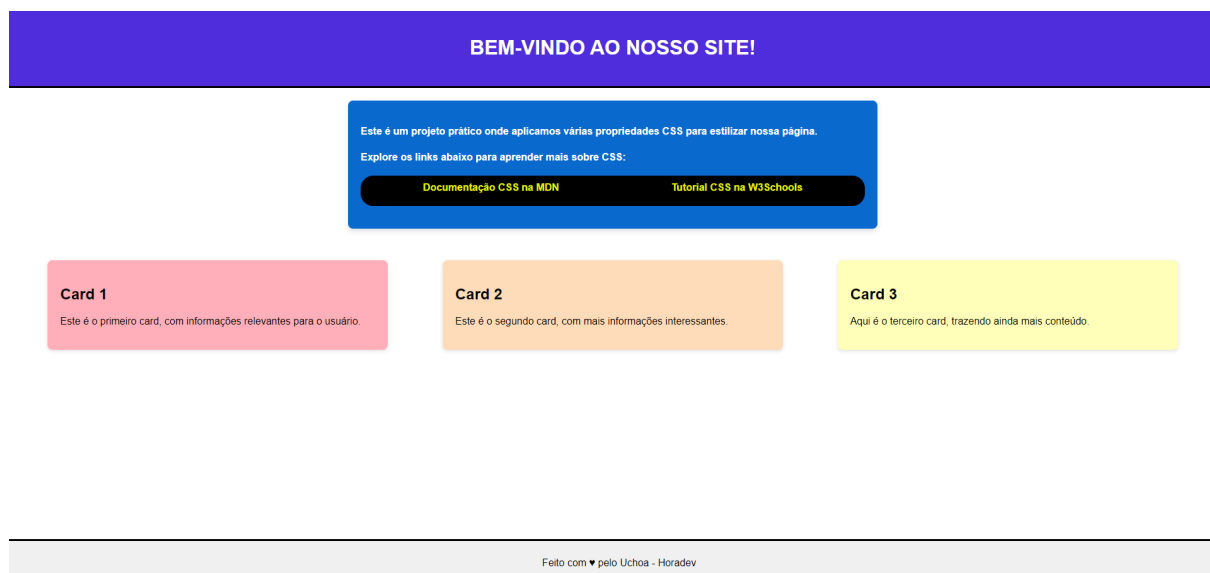 BEM-VINDO AO NOSSO SITE!
Este é um projeto prático onde aplicamos várias propriedades CSS para estilizar nossa página.
Explore os links abaixo para aprender mais sobre CSS:
Documentação CSS na MDN
Tutorial CSS na W3Schools
Card 1
Este é o primeiro card, com informações relevantes para o usuário.
Card 2
Este é o segundo card, com mais informações interessantes.
Card 3
Aqui é o terceiro card, trazendo ainda mais conteúdo.
Feito com ♥ pelo Uchoa - Horadev